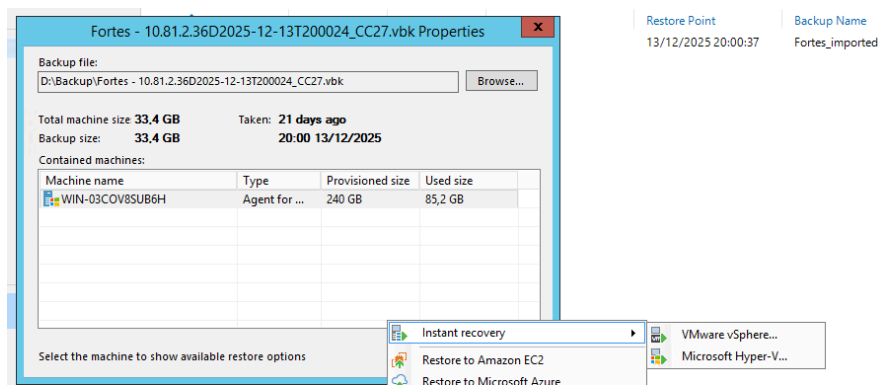 Fortes - 10.81.2.36D2025-12-13T200024_CC27.vbk Properties x
Restore Point Backup Name
13/12/2025 20:00:37 Fortes_imported
Backup file:
D:\Backup\Fortes - 10.81.2.36D2025-12-13T200024_CC27.vbk Browse...
Total machine size: 33,4 GB Taken: 21 days ago
Backup size: 33,4 GB 20:00 13/12/2025
Contained machines:
Machine name Type Provisioned size Used size
WIN-03COV8SUB6H Agent for ... 240 GB 85,2 GB
Instant recovery VMware vSphere...
Microsoft Hyper-V...
Select the machine to show available restore options
Restore to Amazon EC2
Restore to Microsoft Azure